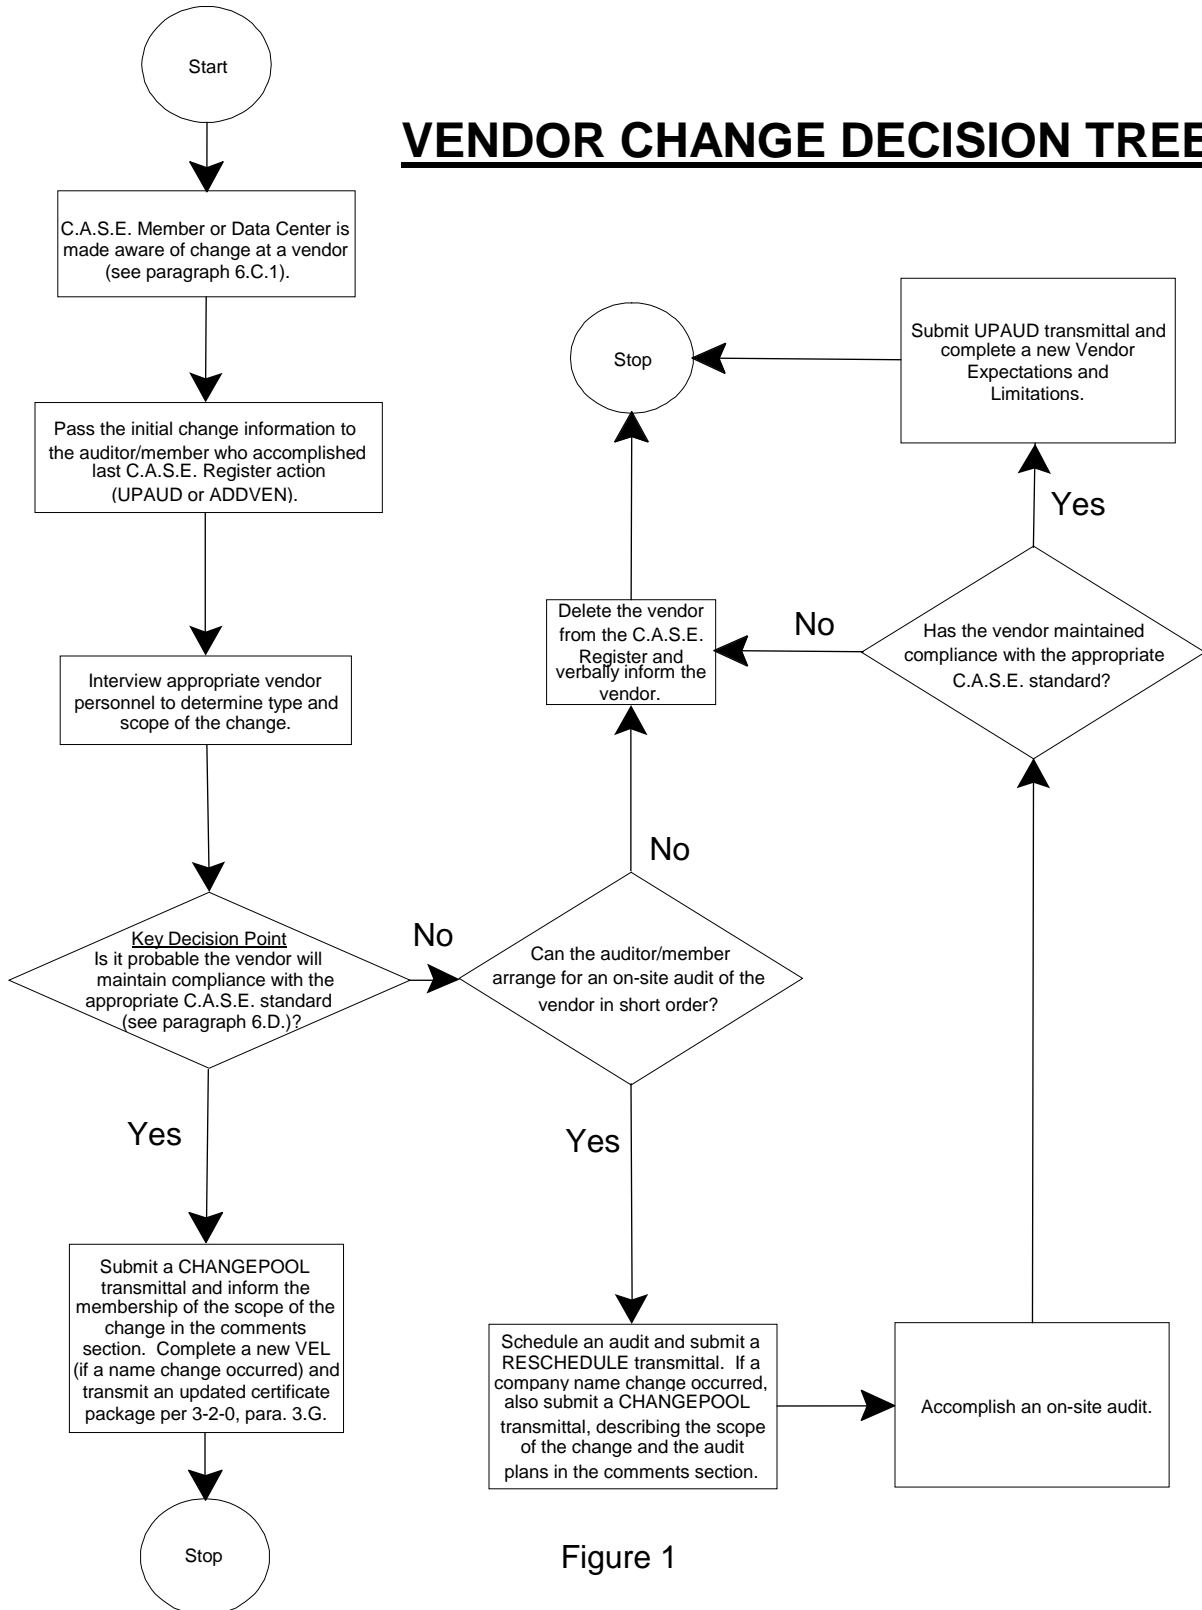 Start
VENDOR CHANGE DECISION TREE
C.A.S.E. Member or Data Center is
made aware of change at a vendor
(see paragraph 6.C.1).
Pass the initial change information to
the auditor/member who accomplished
last C.A.S.E. Register action
(UPAUD or ADDVEN).
Interview appropriate vendor
personnel to determine type and
scope of the change.
Key Decision Point
Is it probable the vendor will
maintain compliance with the
appropriate C.A.S.E. standard
(see paragraph 6.D.)?
No
Yes
Submit a CHANGEPOOL
transmittal and inform the
membership of the scope of the
change in the comments
section.  Complete a new VEL
(if a name change occurred) and
transmit an updated certificate
package per 3-2-0, para. 3.G.
Stop
Can the auditor/member
arrange for an on-site audit of the
vendor in short order?
No
Delete the vendor
from the C.A.S.E.
Register and
verbally inform the
vendor.
Stop
Yes
Schedule an audit and submit a
RESCHEDULE transmittal.  If a
company name change occurred,
also submit a CHANGEPOOL
transmittal, describing the scope
of the change and the audit
plans in the comments section.
Accomplish an on-site audit.
Has the vendor maintained
compliance with the appropriate
C.A.S.E. standard?
No
Yes
Submit UPAUD transmittal and
complete a new Vendor
Expectations and
Limitations.
Figure 1